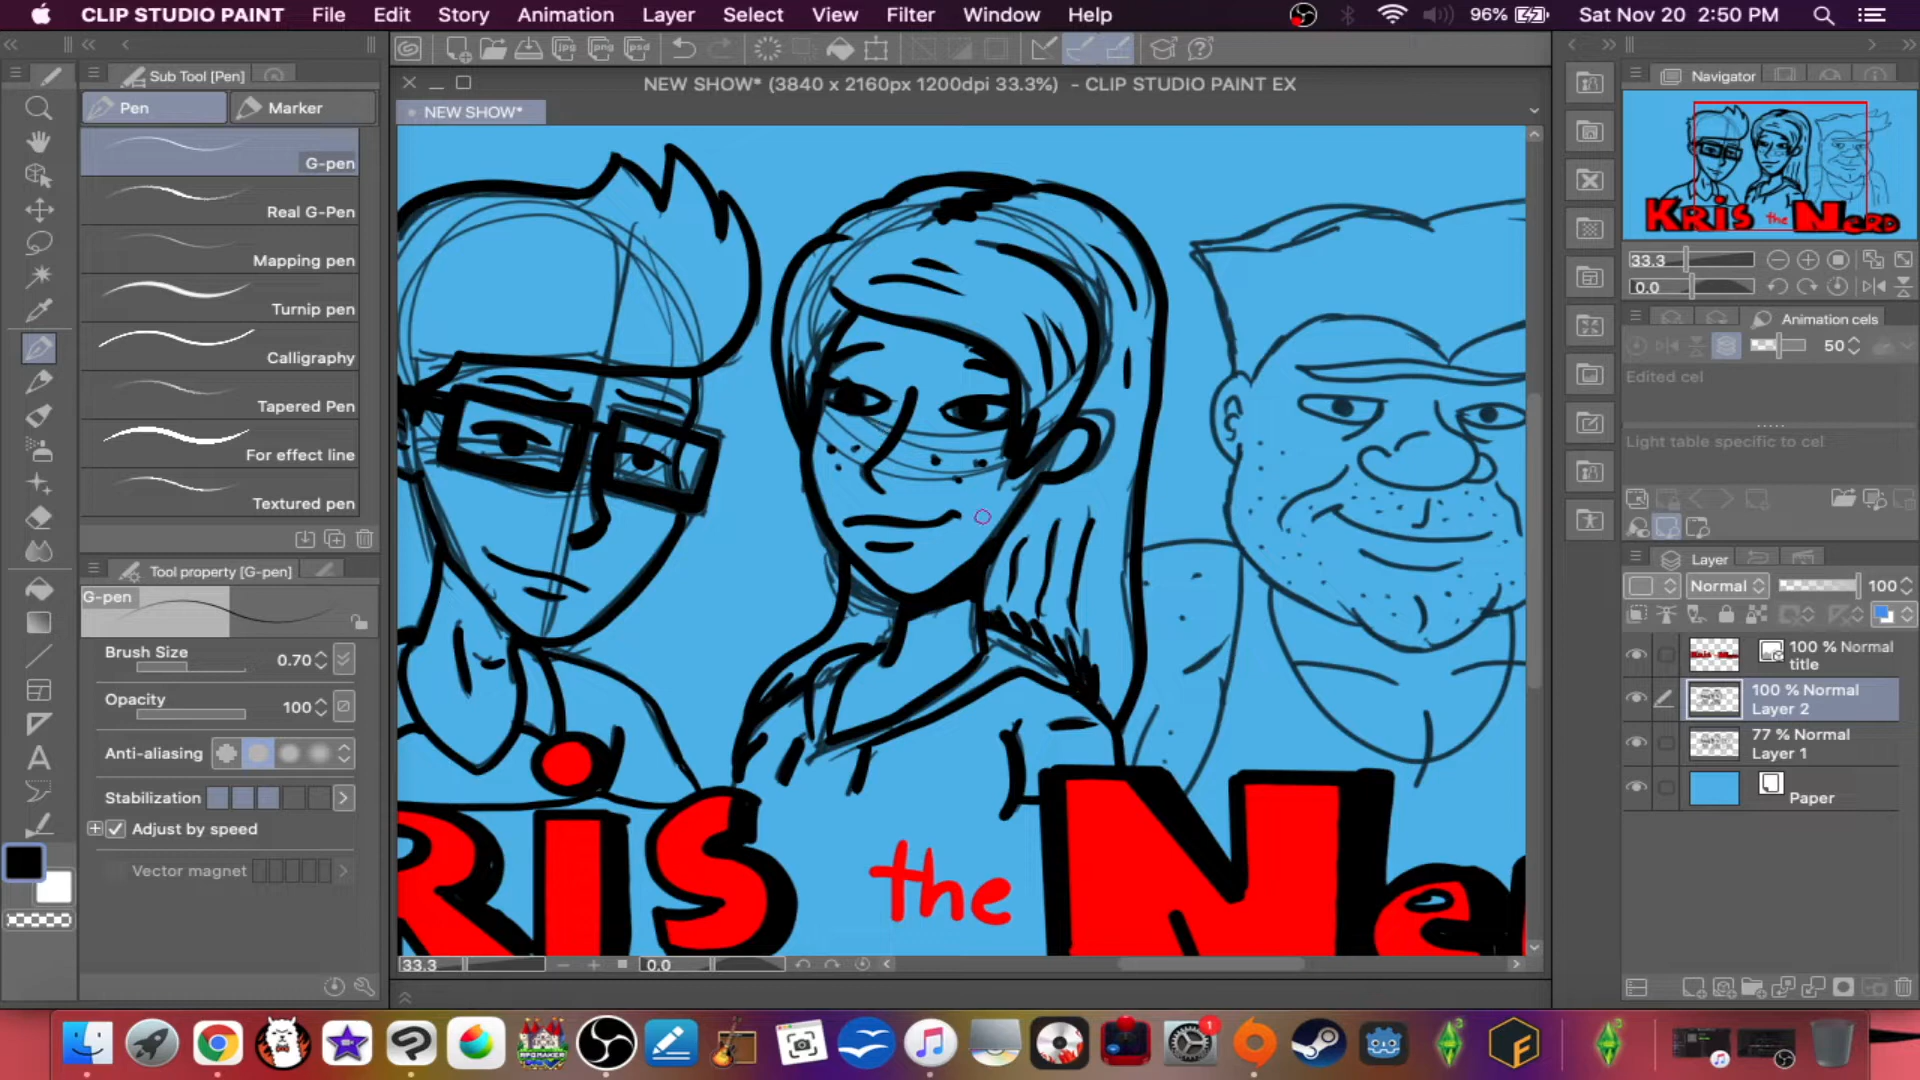 CLIP STUDIO PAINT File Edit Story Animation Layer Select View Filter Window Help 96% Sat Nov 20 2:50 PM
Sub Tool [Pen]
Pen Marker
G-pen
Real G-Pen
Mapping pen
Turnip pen
Calligraphy
Tapered Pen
For effect line
Textured pen
Tool property [G-pen]
G-pen
Brush Size 0.70
Opacity 100
Anti-aliasing
Stabilization
Adjust by speed
Vector magnet
NEW SHOW* (3840 x 2160px 1200dpi 33.3%) - CLIP STUDIO PAINT EX
NEW SHOW*
KRiS the NeRD
RiS the Ne
33.3 0.0
Navigator
33.3
0.0
Animation cels
50
Edited cel
Light table specific to cel
Layer
Normal 100
100 % Normal
title
100 % Normal
Layer 2
77 % Normal
Layer 1
Paper
RPGMAKER
1